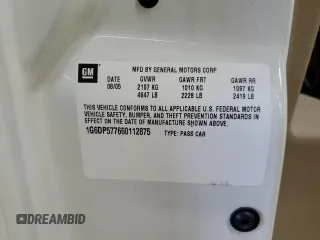 GM
MFD BY GENERAL MOTORS CORP
DATE GVWR GAWR FRT GAWR RR
08/05 2107 KG 1010 KG 1097 KG
4647 LB 2228 LB 2419 LB
THIS VEHICLE CONFORMS TO ALL APPLICABLE U.S. FEDERAL MOTOR
VEHICLE SAFETY, BUMPER, AND THEFT PREVENTION STANDARDS IN
EFFECT ON THE DATE OF MANUFACTURE SHOWN ABOVE.
1G6DP577660112875 TYPE: PASS CAR
DREAMBID